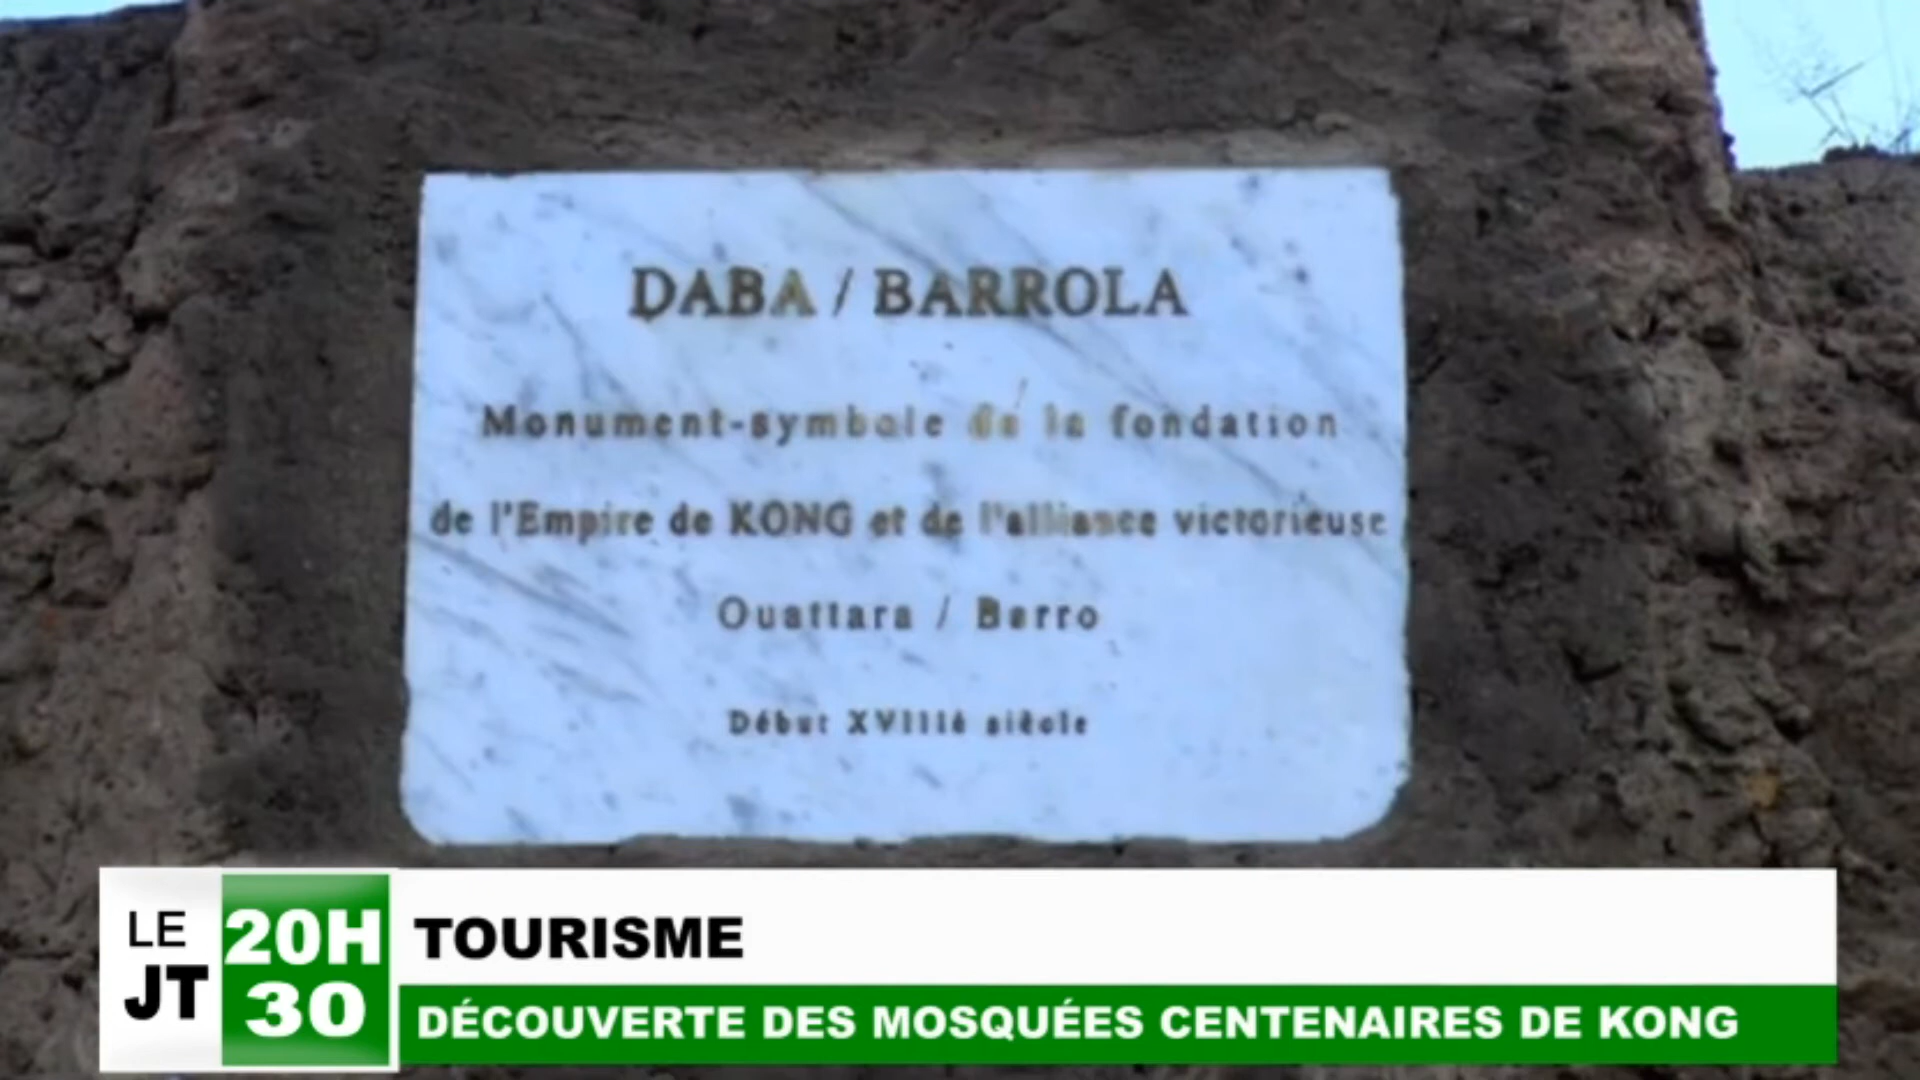 DABA / BARROLA
Monument-symbole de la fondation
de l'Empire de KONG et de l'alliance victorieuse
Ouattara / Barro
Début XVIIIè siècle
LE
JT
20H
30
TOURISME
DÉCOUVERTE DES MOSQUÉES CENTENAIRES DE KONG